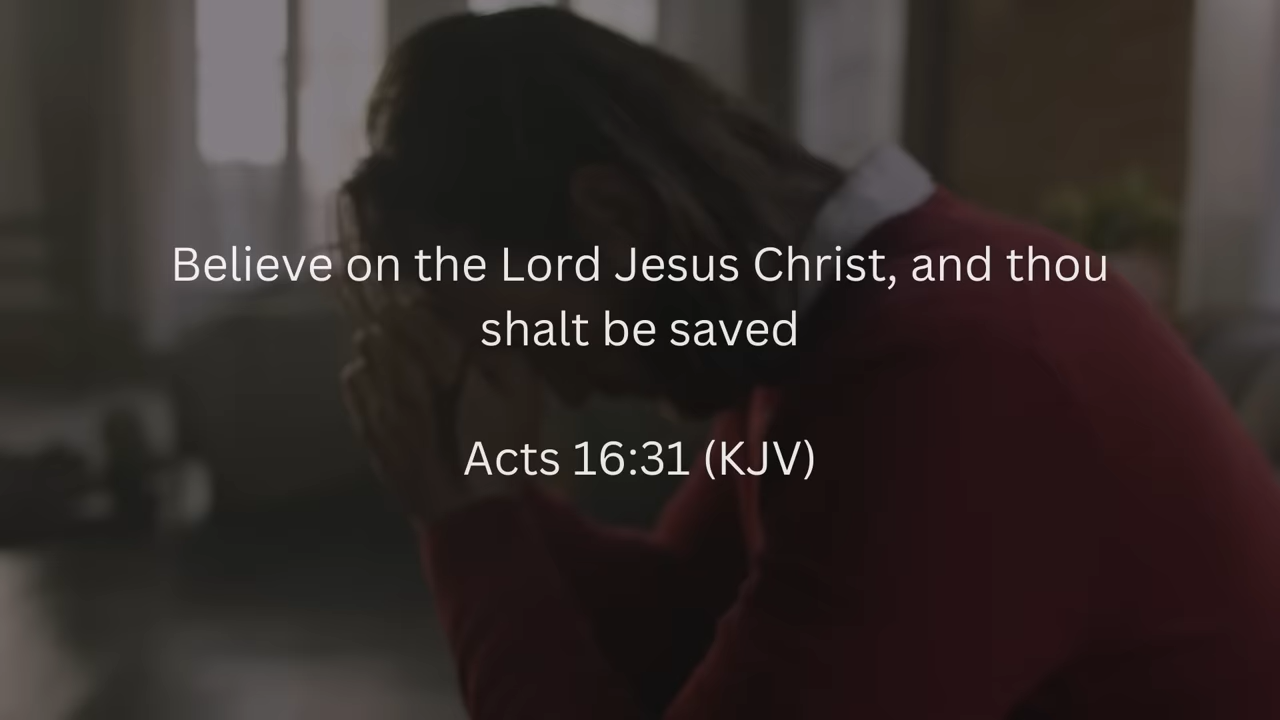 Believe on the Lord Jesus Christ, and thou
shalt be saved
Acts 16:31 (KJV)